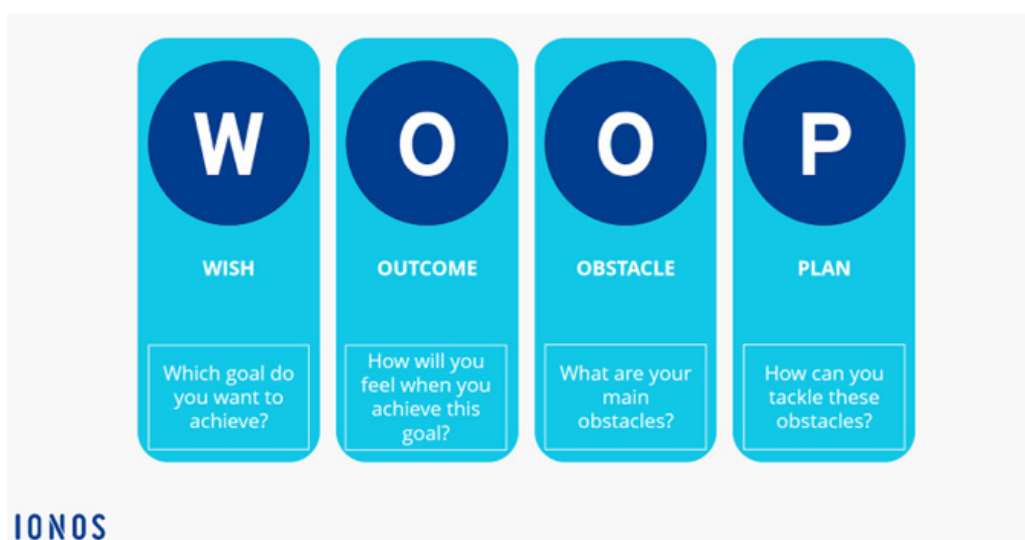 W
O
O
P
WISH
OUTCOME
OBSTACLE
PLAN
Which goal do
you want to
achieve?
How will you
feel when you
achieve this
goal?
What are your
main
obstacles?
How can you
tackle these
obstacles?
IONOS